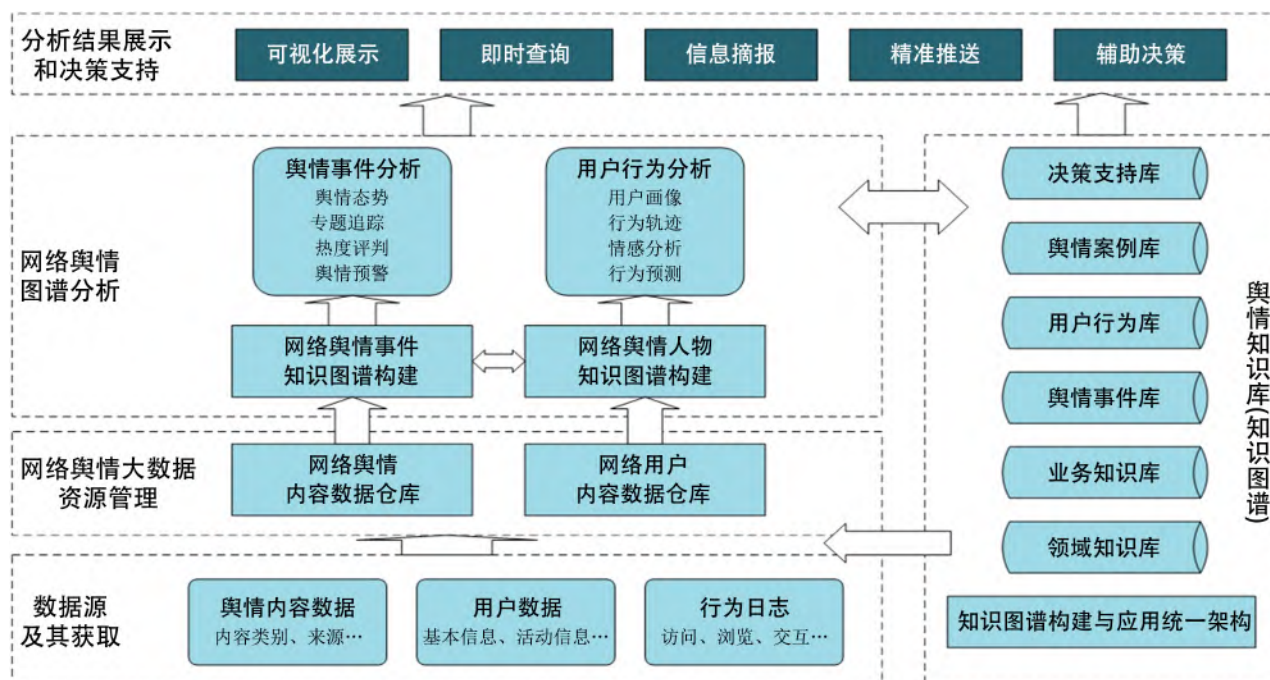 分析结果展示
和决策支持
可视化展示
即时查询
信息摘报
精准推送
辅助决策
网络舆情
图谱分析
舆情事件分析
舆情态势
专题追踪
热度评判
舆情预警
用户行为分析
用户画像
行为轨迹
情感分析
行为预测
网络舆情事件
知识图谱构建
网络舆情人物
知识图谱构建
网络舆情大数据
资源管理
网络舆情
内容数据仓库
网络用户
内容数据仓库
数据源
及其获取
舆情内容数据
内容类别、来源…
用户数据
基本信息、活动信息…
行为日志
访问、浏览、交互…
决策支持库
舆情案例库
用户行为库
舆情事件库
业务知识库
领域知识库
知识图谱构建与应用统一架构
舆情知识库(知识图谱)